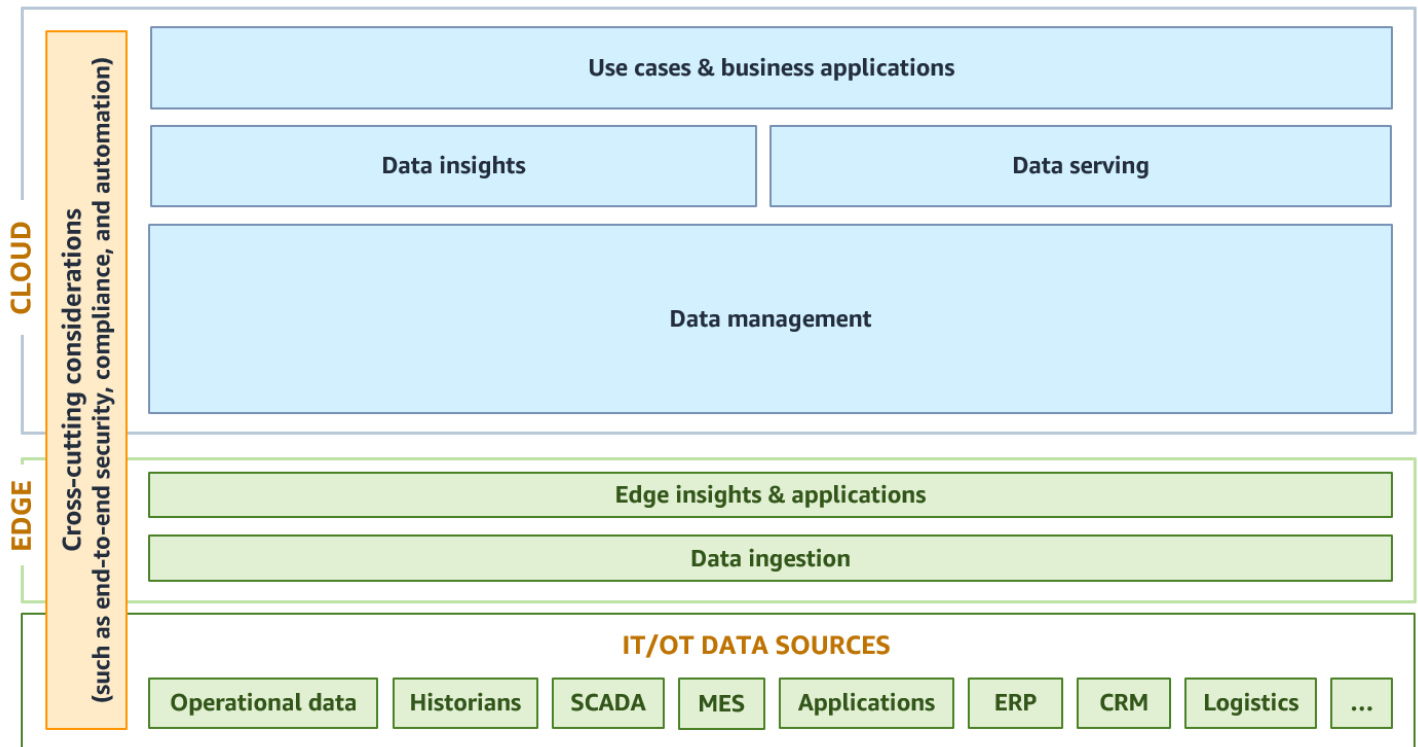 CLOUD
Cross-cutting considerations
(such as end-to-end security, compliance, and automation)
Use cases & business applications
Data insights
Data serving
Data management
EDGE
Edge insights & applications
Data ingestion
IT/OT DATA SOURCES
Operational data
Historians
SCADA
MES
Applications
ERP
CRM
Logistics
...